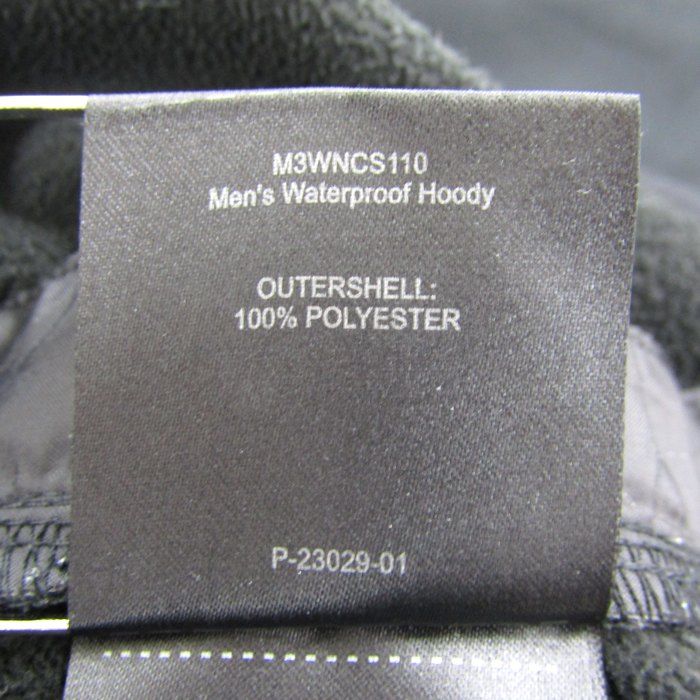 M3WNCS110
Men's Waterproof Hoody
OUTERSHELL:
100% POLYESTER
P-23029-01